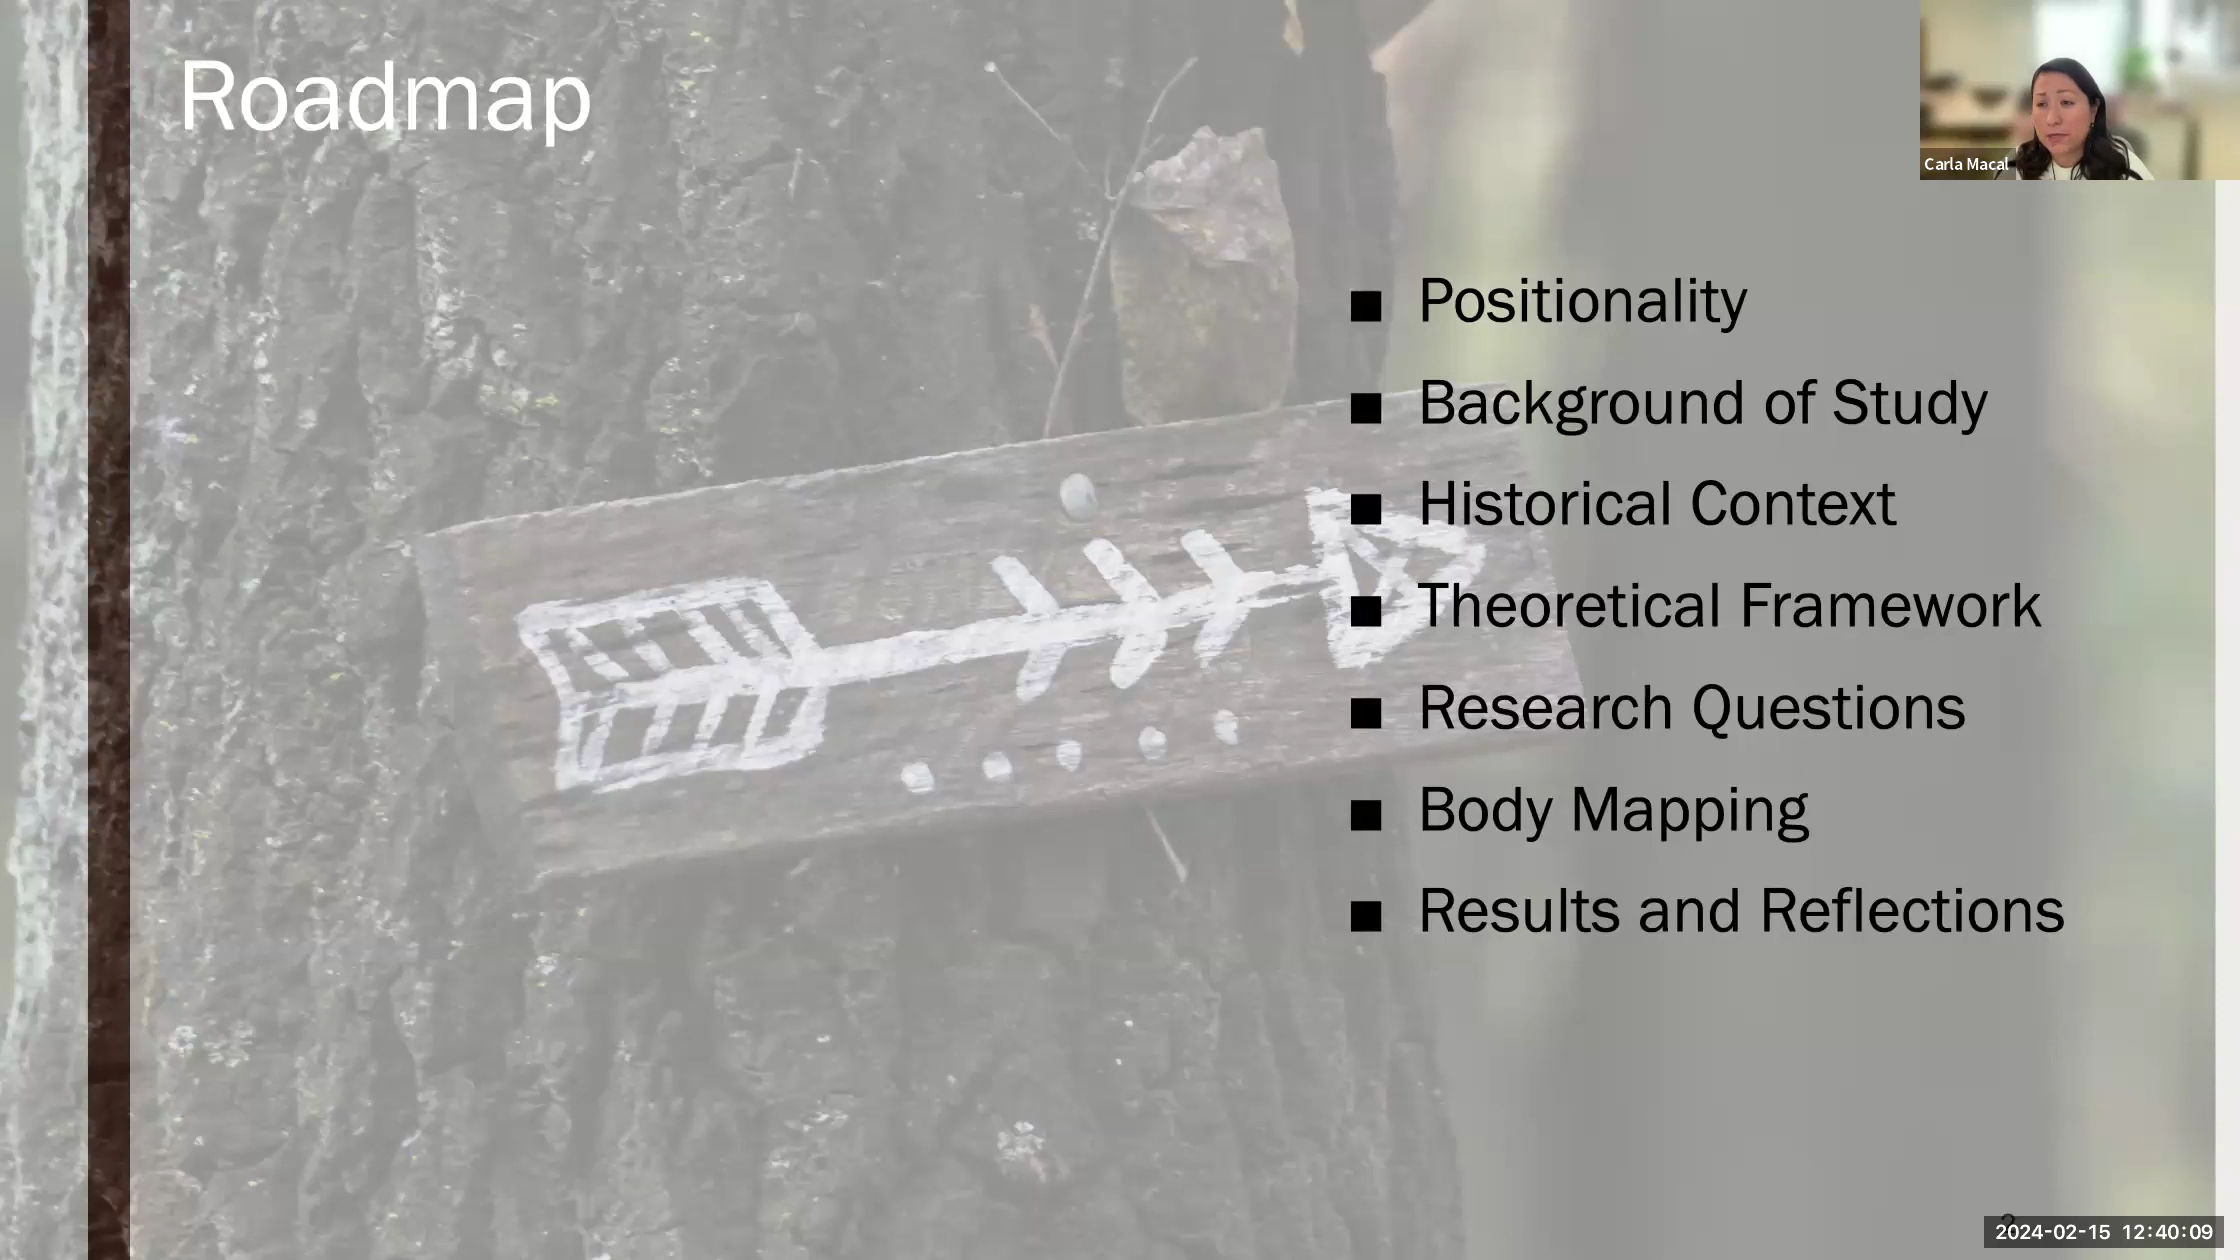 Roadmap
Carla Macal
■ Positionality
■ Background of Study
■ Historical Context
■ Theoretical Framework
■ Research Questions
■ Body Mapping
■ Results and Reflections
2024-02-15 12:40:09